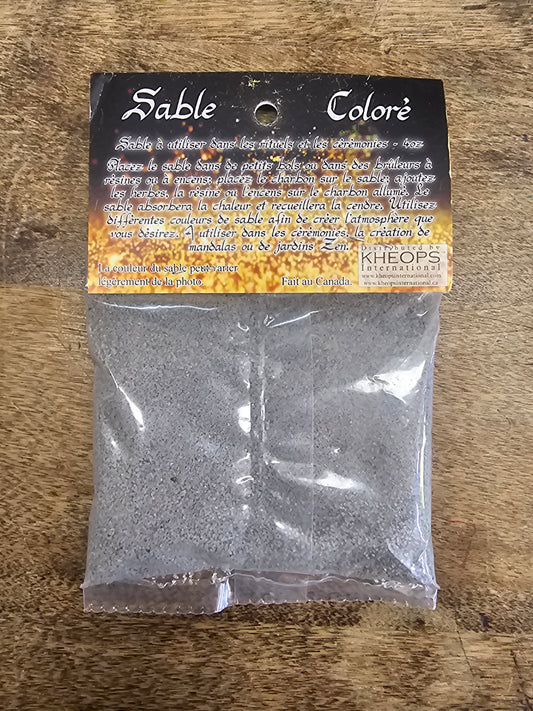 Sable Coloré
Sable à utiliser dans les rituels et les cérémonies - 4oz
Placez le sable dans de petits bols ou dans des brûleurs à
résines ou à encens, placez le charbon sur le sable; ajoutez
les herbes, la résine ou l'encens sur le charbon allumé. Le
sable absorbera la chaleur et recueillera la cendre. Utilisez
différentes couleurs de sable afin de créer l'atmosphère que
vous désirez. A utiliser dans les cérémonies, la création de
mandalas ou de jardins Zen.
Distributed by
KHEOPS
International
www.kheopsinternational.com
www.kheopsinternational.ca
La couleur du sable peut varier
légèrement de la photo.
Fait au Canada.